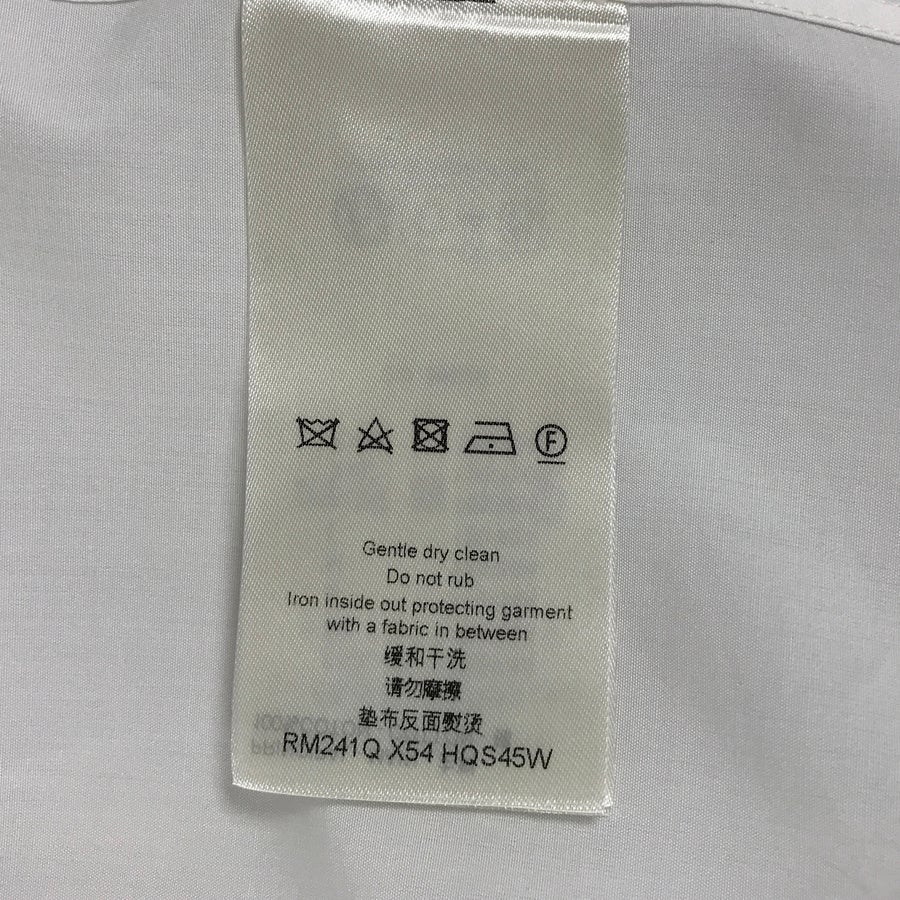 F
Gentle dry clean
Do not rub
Iron inside out protecting garment
with a fabric in between
缓和干洗
请勿摩擦
垫布反面熨烫
RM241Q X54 HQS45W